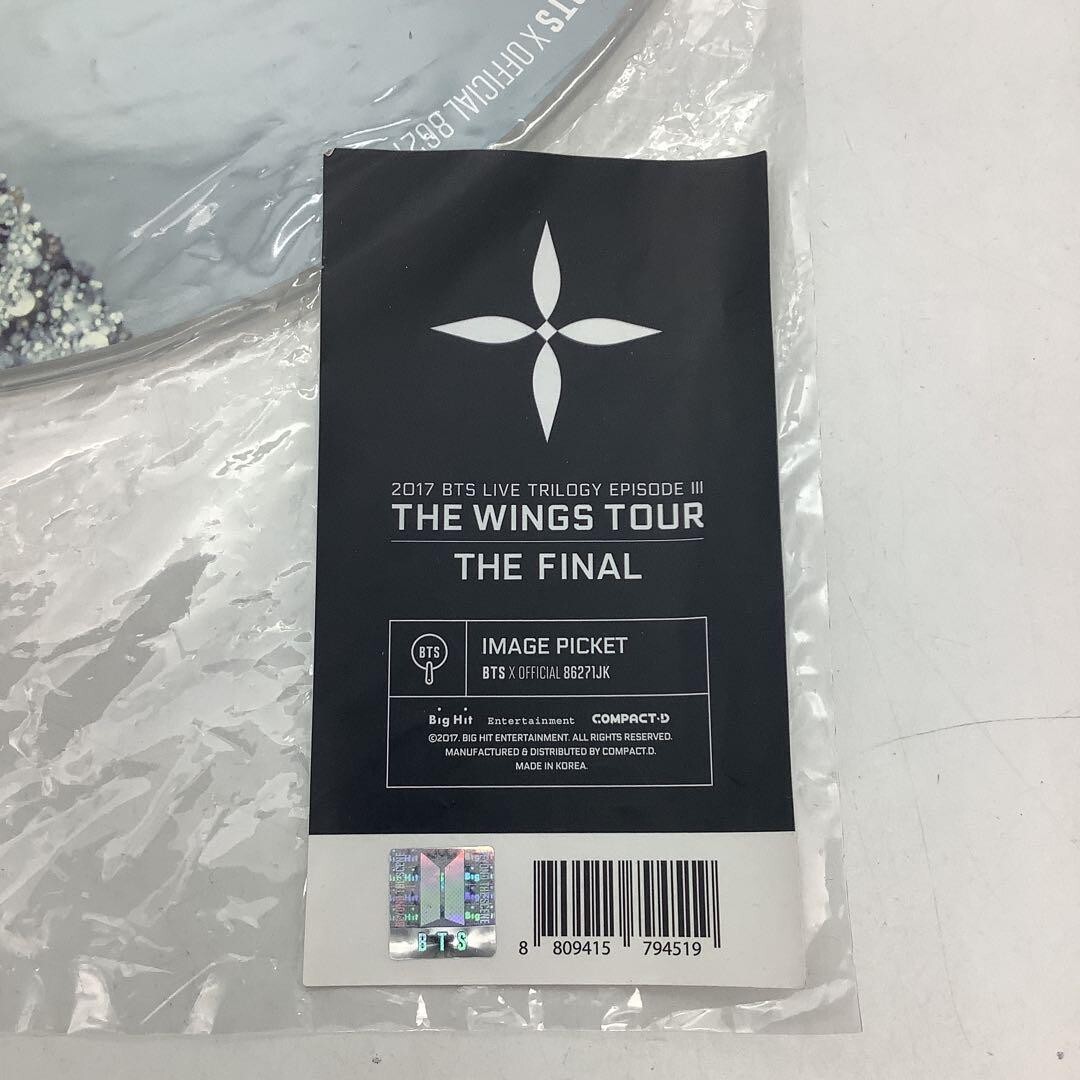 BTS X OFFICIAL 8627
2017 BTS LIVE TRILOGY EPISODE III
THE WINGS TOUR
THE FINAL
BTS
IMAGE PICKET
BTS X OFFICIAL 86271JK
Big Hit Entertainment COMPACT·D
©2017. BIG HIT ENTERTAINMENT. ALL RIGHTS RESERVED.
MANUFACTURED & DISTRIBUTED BY COMPACT.D.
MADE IN KOREA.
BTS
8 809415 794519